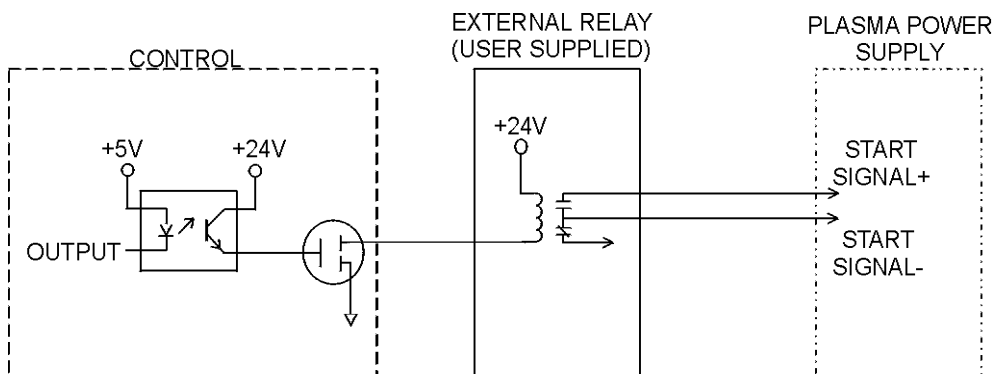 EXTERNAL RELAY
(USER SUPPLIED)
PLASMA POWER
SUPPLY
CONTROL
+24V
+5V
+24V
START
SIGNAL+
OUTPUT
START
SIGNAL-